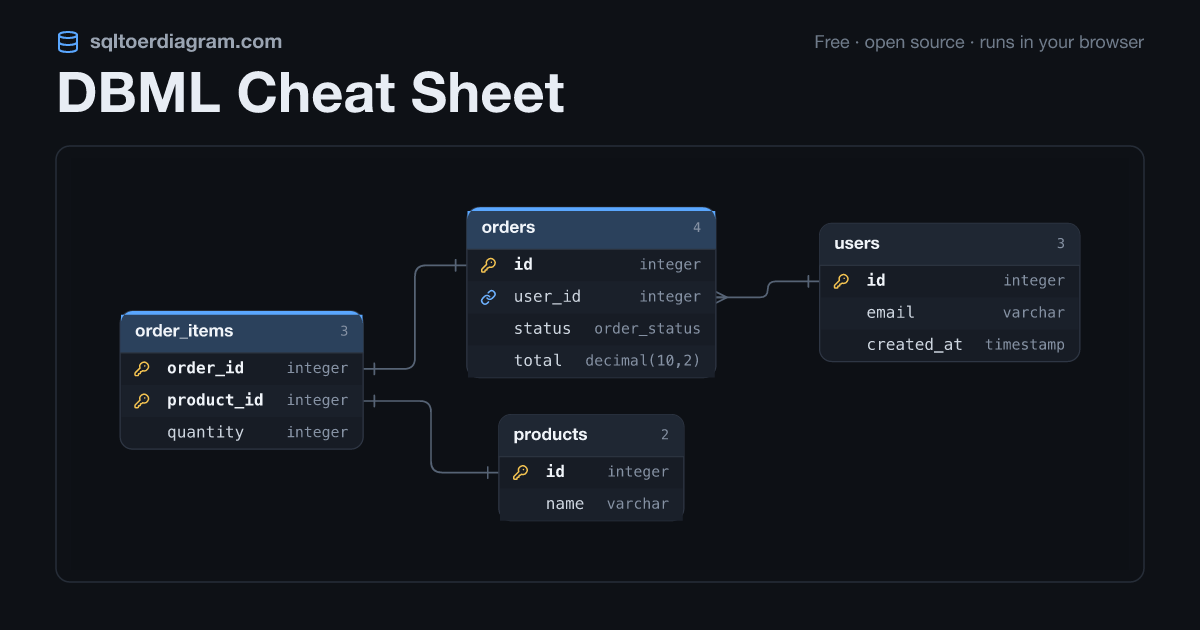 sqltoerdiagram.com
Free · open source · runs in your browser
DBML Cheat Sheet
orders 4
id integer
user_id integer
status order_status
total decimal(10,2)
users 3
id integer
email varchar
created_at timestamp
order_items 3
order_id integer
product_id integer
quantity integer
products 2
id integer
name varchar